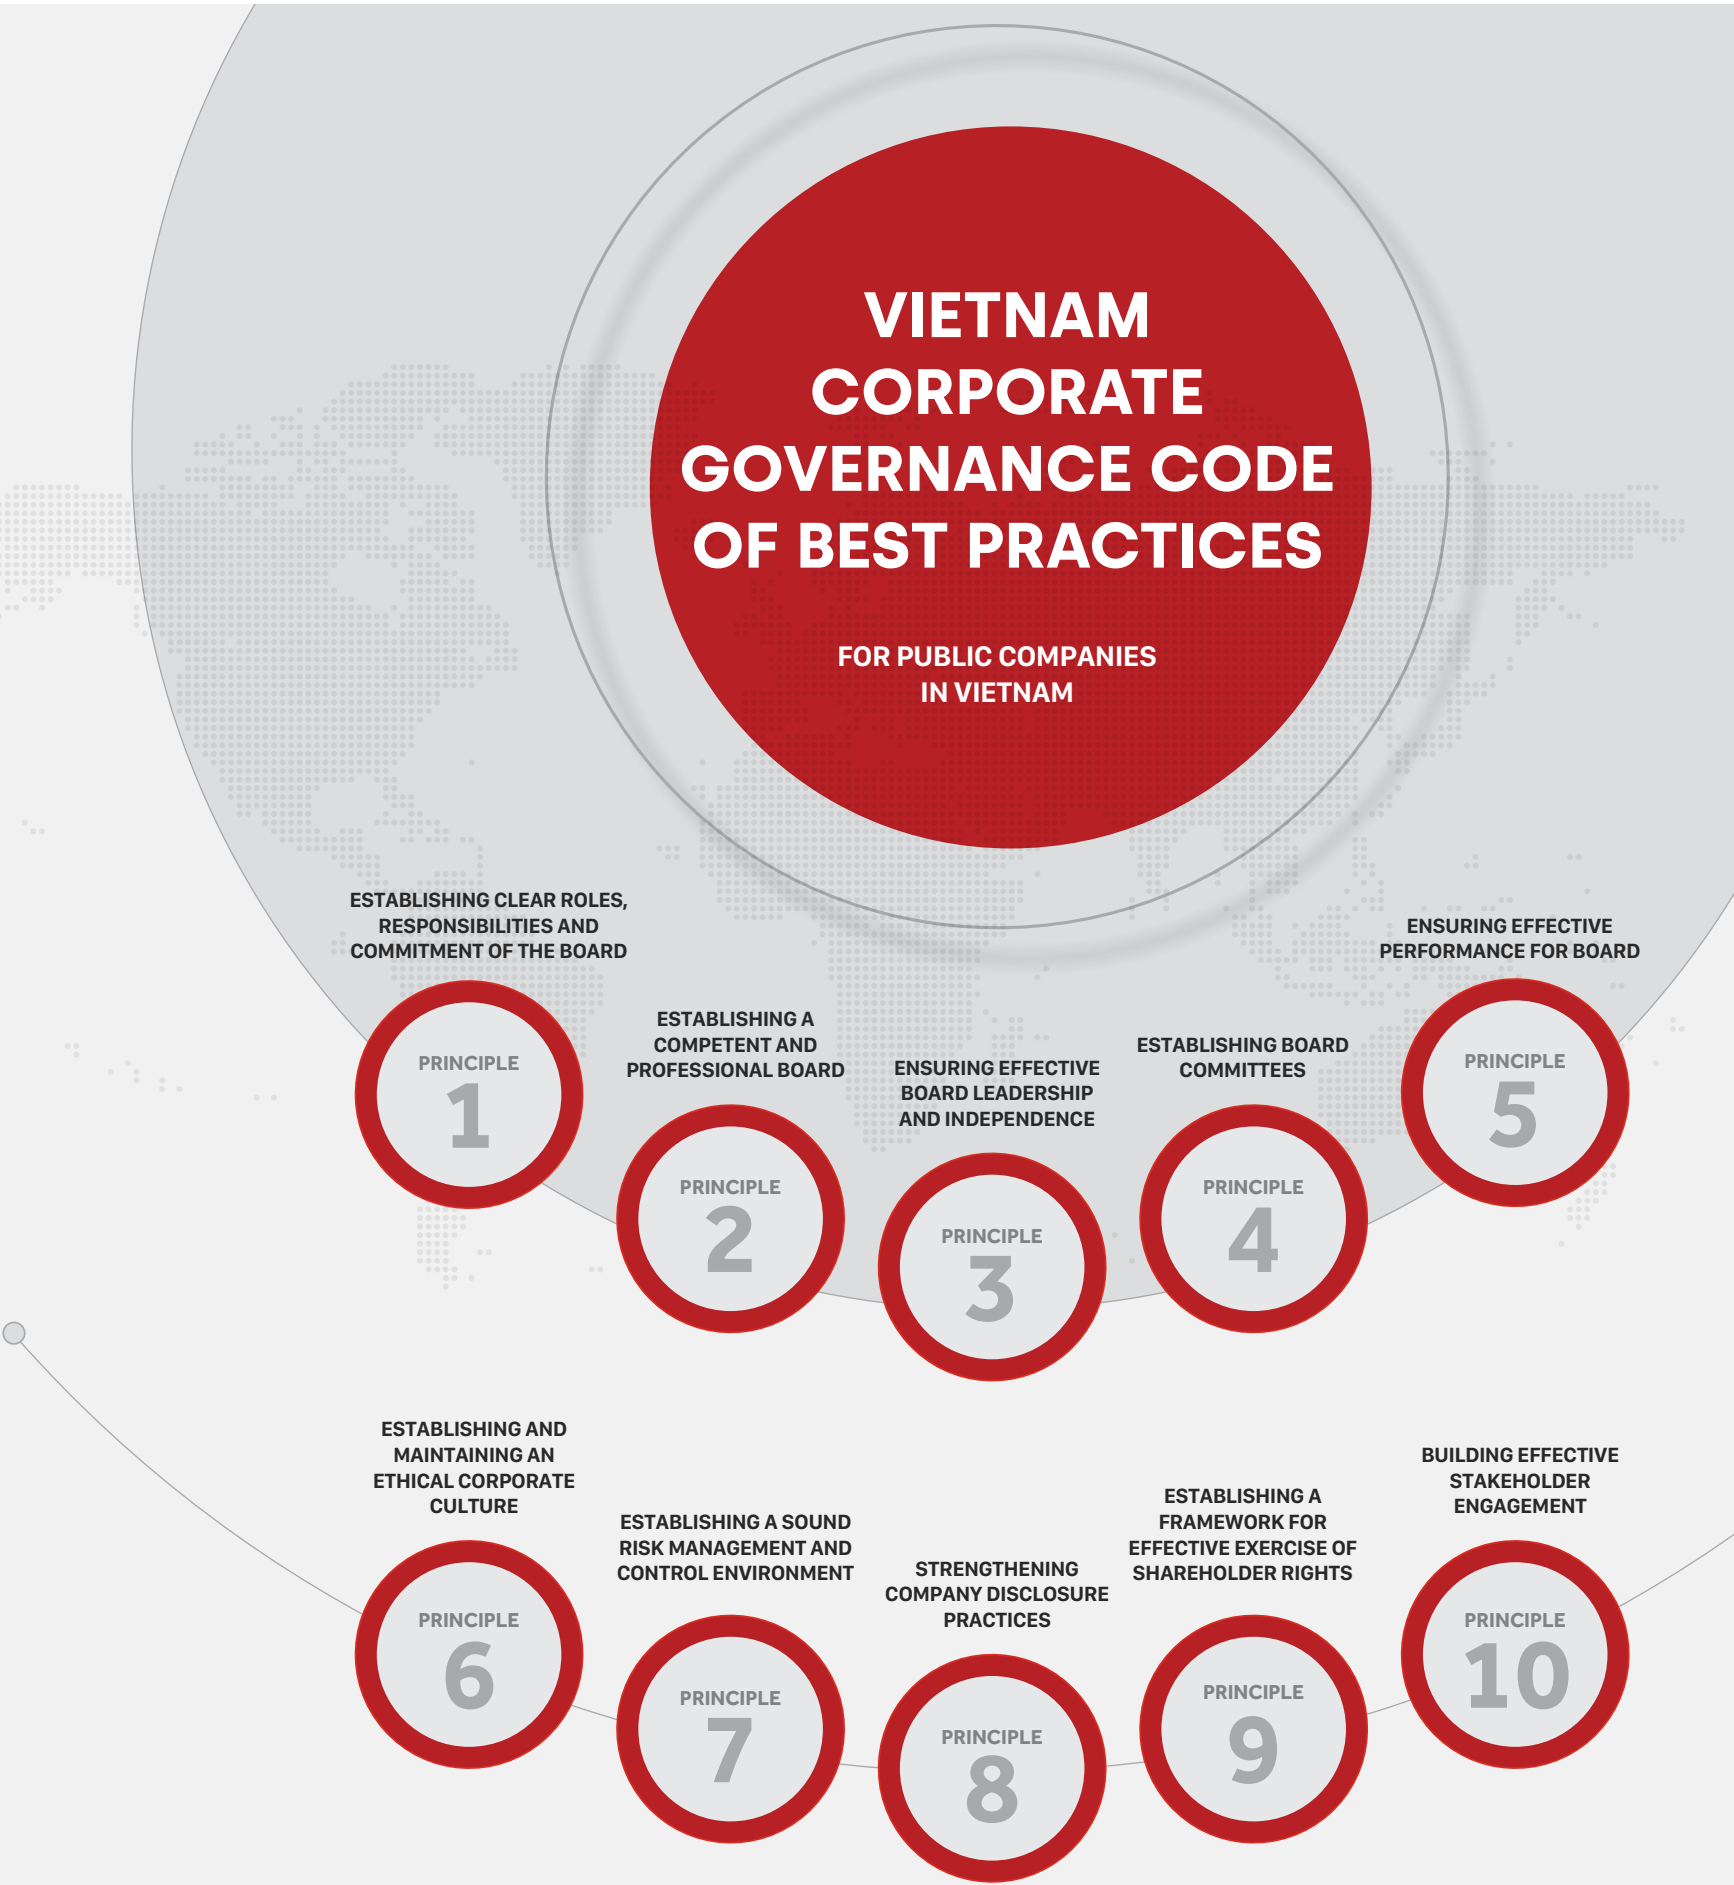 VIETNAM
CORPORATE
GOVERNANCE CODE
OF BEST PRACTICES
FOR PUBLIC COMPANIES
IN VIETNAM
ESTABLISHING CLEAR ROLES,
RESPONSIBILITIES AND
COMMITMENT OF THE BOARD
PRINCIPLE
1
ESTABLISHING A
COMPETENT AND
PROFESSIONAL BOARD
PRINCIPLE
2
ENSURING EFFECTIVE
BOARD LEADERSHIP
AND INDEPENDENCE
PRINCIPLE
3
ESTABLISHING BOARD
COMMITTEES
PRINCIPLE
4
ENSURING EFFECTIVE
PERFORMANCE FOR BOARD
PRINCIPLE
5
ESTABLISHING AND
MAINTAINING AN
ETHICAL CORPORATE
CULTURE
PRINCIPLE
6
ESTABLISHING A SOUND
RISK MANAGEMENT AND
CONTROL ENVIRONMENT
PRINCIPLE
7
STRENGTHENING
COMPANY DISCLOSURE
PRACTICES
PRINCIPLE
8
ESTABLISHING A
FRAMEWORK FOR
EFFECTIVE EXERCISE OF
SHAREHOLDER RIGHTS
PRINCIPLE
9
BUILDING EFFECTIVE
STAKEHOLDER
ENGAGEMENT
PRINCIPLE
10